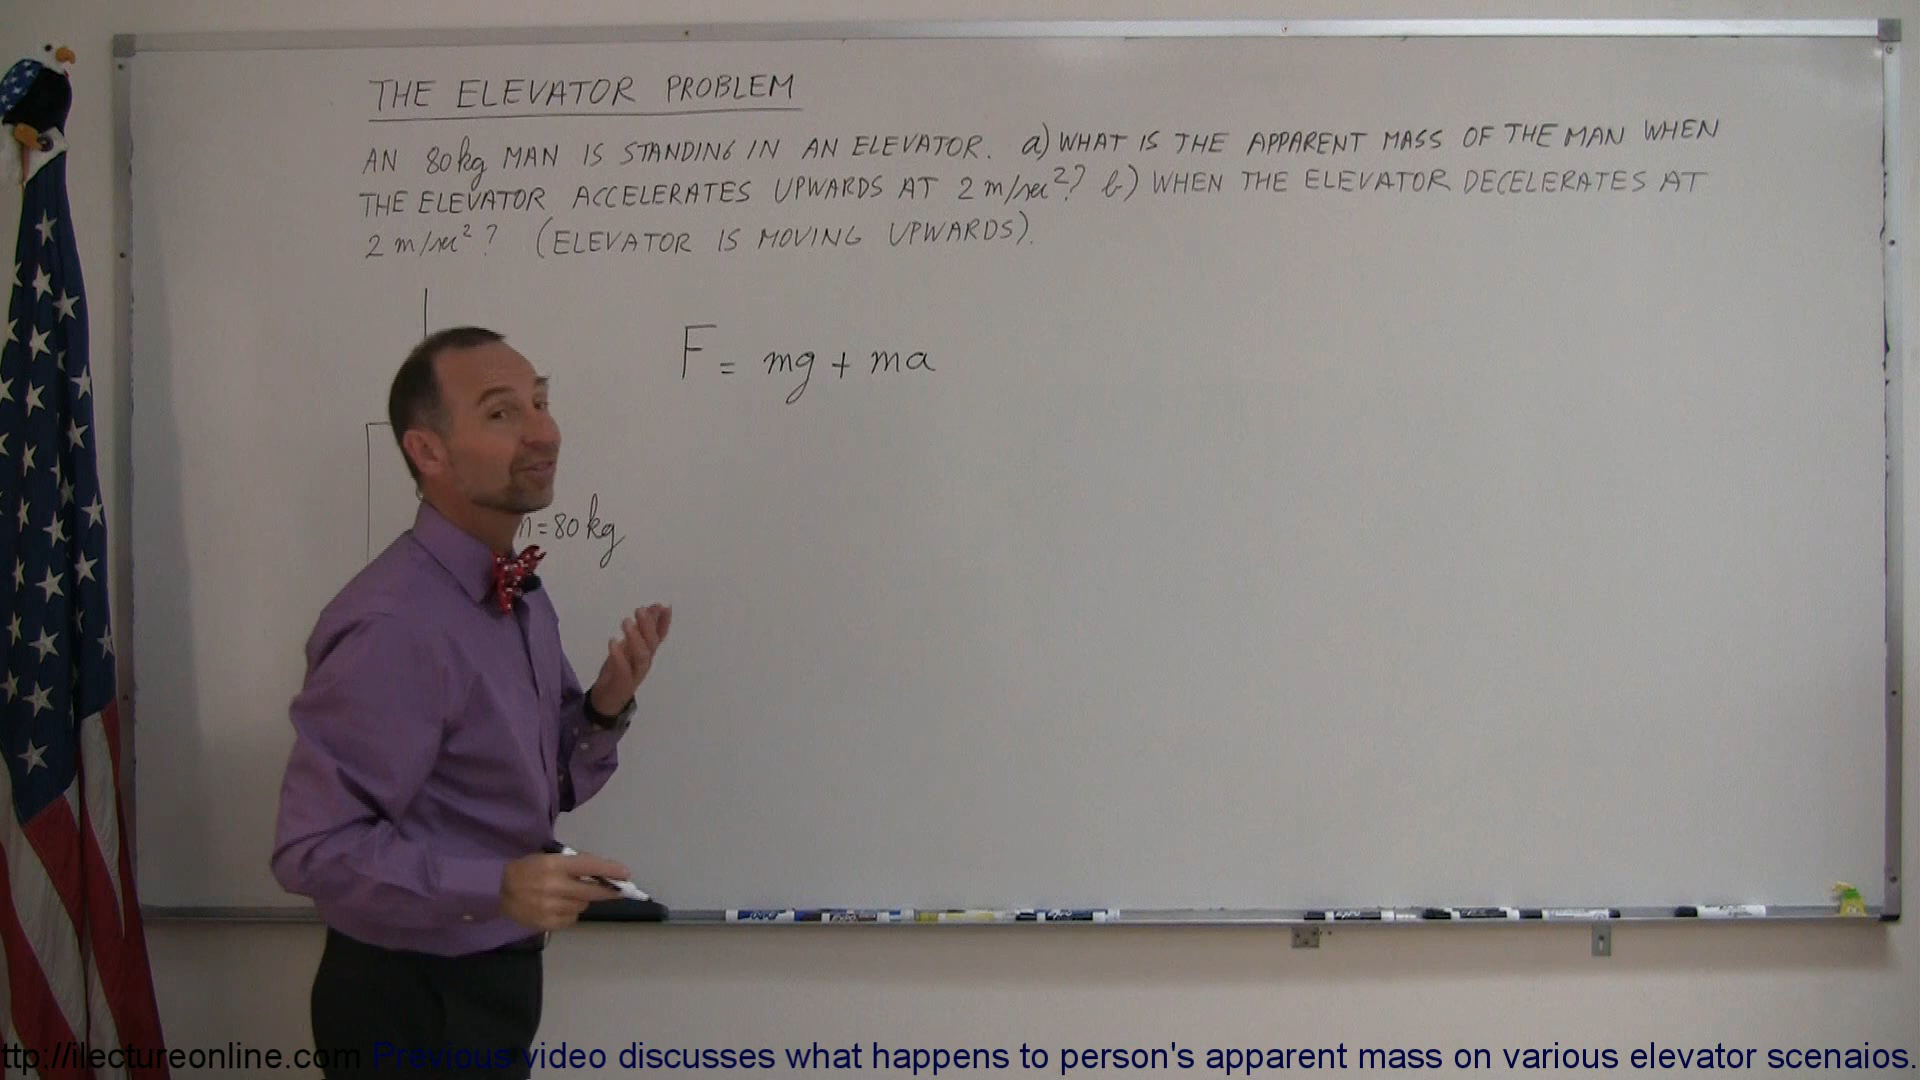 THE ELEVATOR PROBLEM
AN 80kg MAN IS STANDING IN AN ELEVATOR. a) WHAT IS THE APPARENT MASS OF THE MAN WHEN
THE ELEVATOR ACCELERATES UPWARDS AT 2 m/sec²? b) WHEN THE ELEVATOR DECELERATES AT
2 m/sec²? (ELEVATOR IS MOVING UPWARDS).
F = mg + ma
m=80kg
ttp://ilectureonline.com Previous video discusses what happens to person's apparent mass on various elevator scenaios.